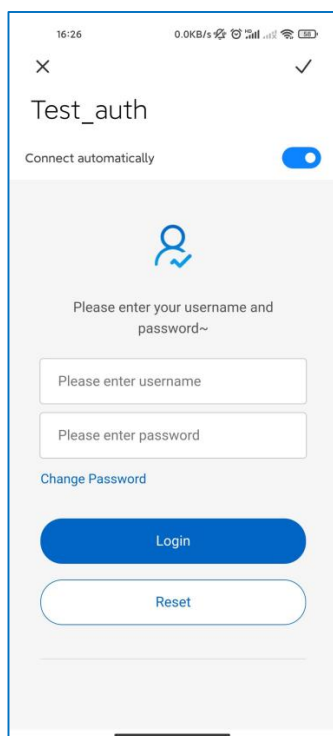 16:26 0.0KB/s 50
Test_auth
Connect automatically
Please enter your username and
password~
Please enter username
Please enter password
Change Password
Login
Reset